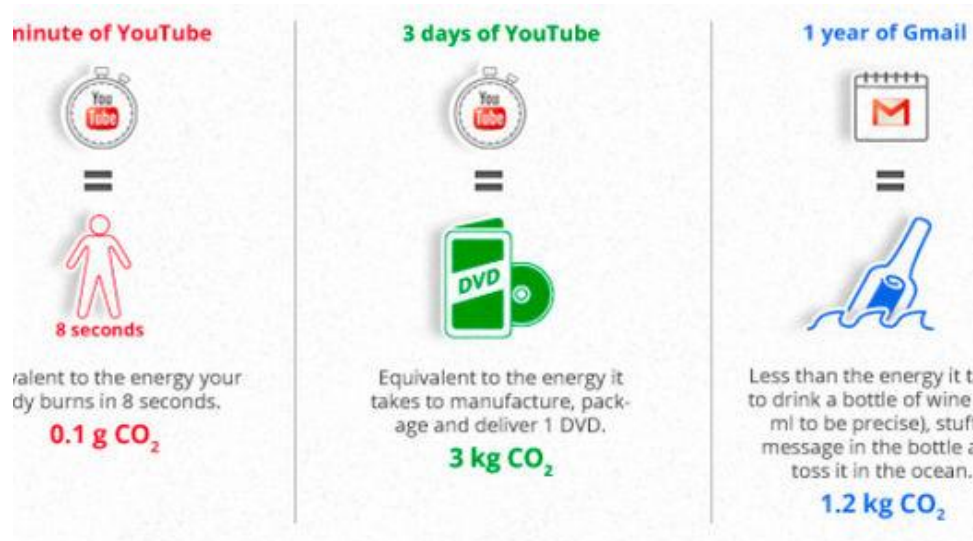 minute of YouTube
You
Tube
=
8 seconds
valent to the energy your
dy burns in 8 seconds.
0.1 g CO₂
3 days of YouTube
You
Tube
=
DVD
Equivalent to the energy it
takes to manufacture, pack-
age and deliver 1 DVD.
3 kg CO₂
1 year of Gmail
M
=
Less than the energy it t
to drink a bottle of wine
ml to be precise), stuf
message in the bottle a
toss it in the ocean.
1.2 kg CO₂